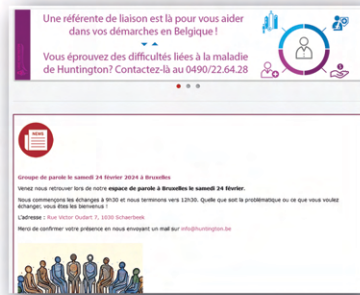 Une référente de liaison est là pour vous aider
dans vos démarches en Belgique !
Vous éprouvez des difficultés liées à la maladie
de Huntington? Contactez-là au 0490/22.64.28
NEWS
Groupe de parole le samedi 24 février 2024 à Bruxelles
Venez nous retrouver lors de notre espace de parole à Bruxelles le samedi 24 février.
Nous commençons les échanges à 9h30 et nous terminons vers 12h30. Quelle que soit la problématique ou ce que vous voulez
échanger, vous êtes les bienvenus !
L'adresse : Rue Victor Oudart 7, 1030 Schaerbeek
Merci de confirmer votre présence en nous envoyant un mail sur info@huntington.be